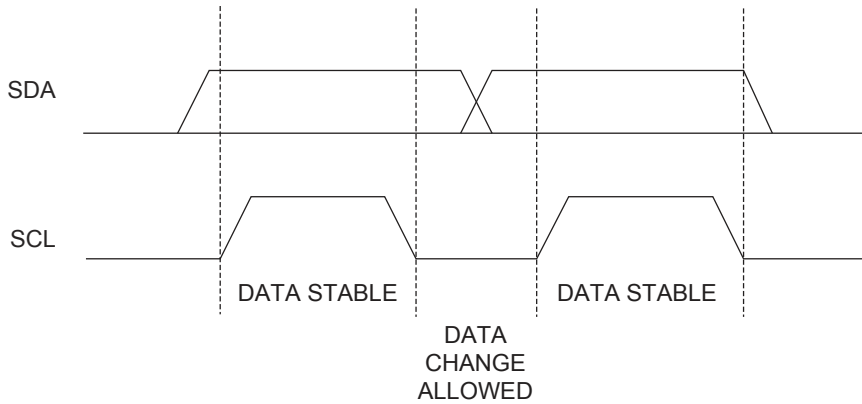 SDA
SCL
DATA STABLE
DATA STABLE
DATA
CHANGE
ALLOWED